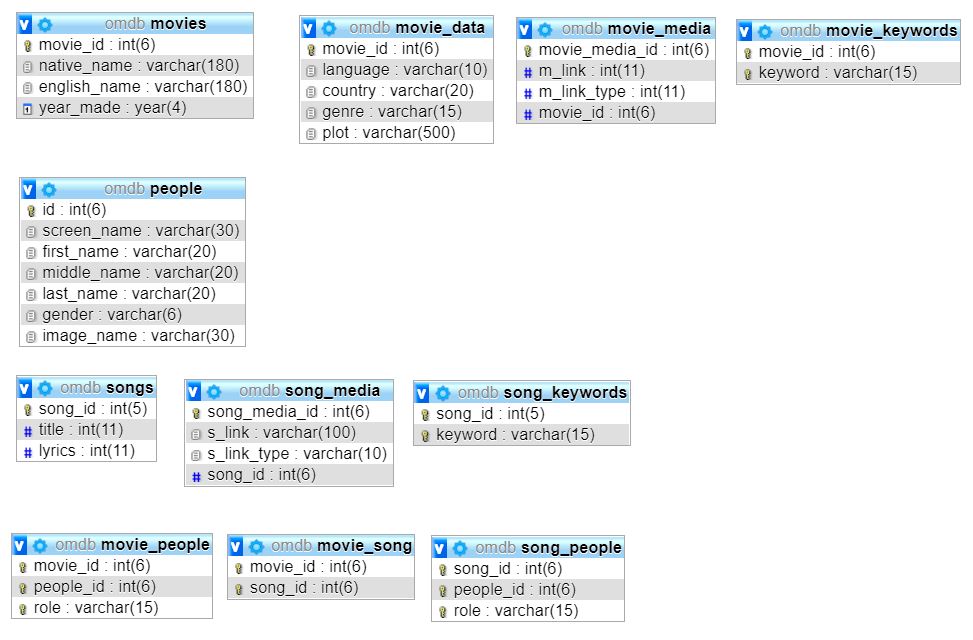 omdb movies
movie_id : int(6)
native_name : varchar(180)
english_name : varchar(180)
year_made : year(4)
omdb movie_data
movie_id : int(6)
language : varchar(10)
country : varchar(20)
genre : varchar(15)
plot : varchar(500)
omdb movie_media
movie_media_id : int(6)
m_link : int(11)
m_link_type : int(11)
movie_id : int(6)
omdb movie_keywords
movie_id : int(6)
keyword : varchar(15)
omdb people
id : int(6)
screen_name : varchar(30)
first_name : varchar(20)
middle_name : varchar(20)
last_name : varchar(20)
gender : varchar(6)
image_name : varchar(30)
omdb songs
song_id : int(5)
title : int(11)
lyrics : int(11)
omdb song_media
song_media_id : int(6)
s_link : varchar(100)
s_link_type : varchar(10)
song_id : int(6)
omdb song_keywords
song_id : int(5)
keyword : varchar(15)
omdb movie_people
movie_id : int(6)
people_id : int(6)
role : varchar(15)
omdb movie_song
movie_id : int(6)
song_id : int(6)
omdb song_people
song_id : int(6)
people_id : int(6)
role : varchar(15)